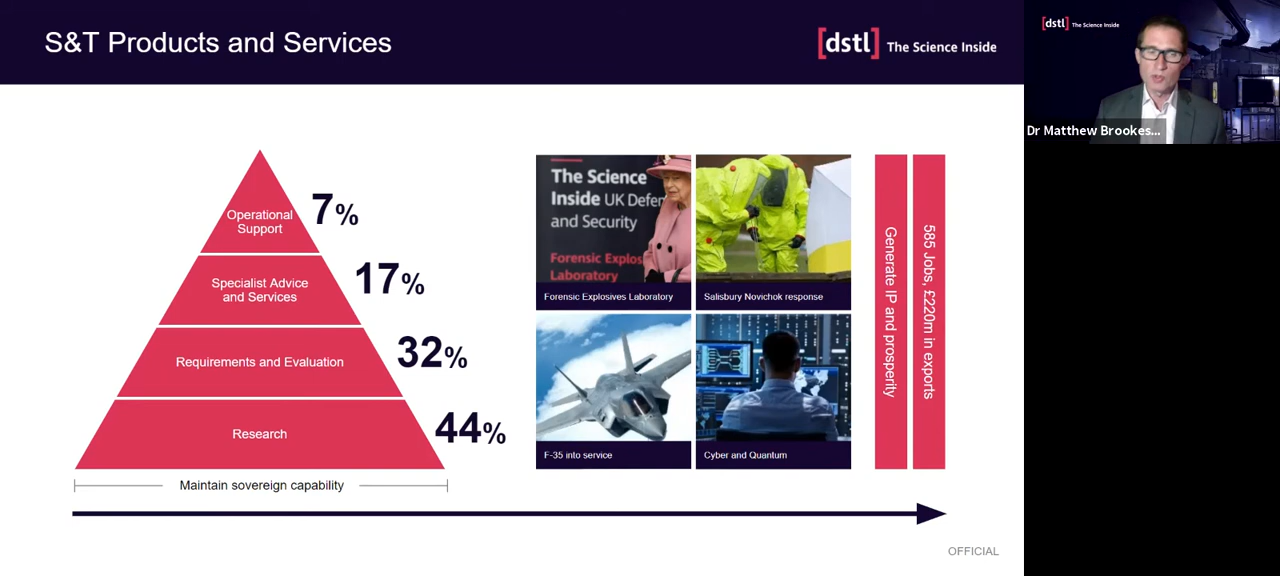 S&T Products and Services
[dstl] The Science Inside
Operational
Support
7%
Specialist Advice
and Services
17%
Requirements and Evaluation
32%
Research
44%
Maintain sovereign capability
The Science
Inside UK Defen
and Security
Forensic Explos
Laboratory
Forensic Explosives Laboratory
Salisbury Novichok response
F-35 into service
Cyber and Quantum
Generate IP and prosperity
585 Jobs, £220m in exports
OFFICIAL
[dstl] The Science Inside
Dr Matthew Brookes...